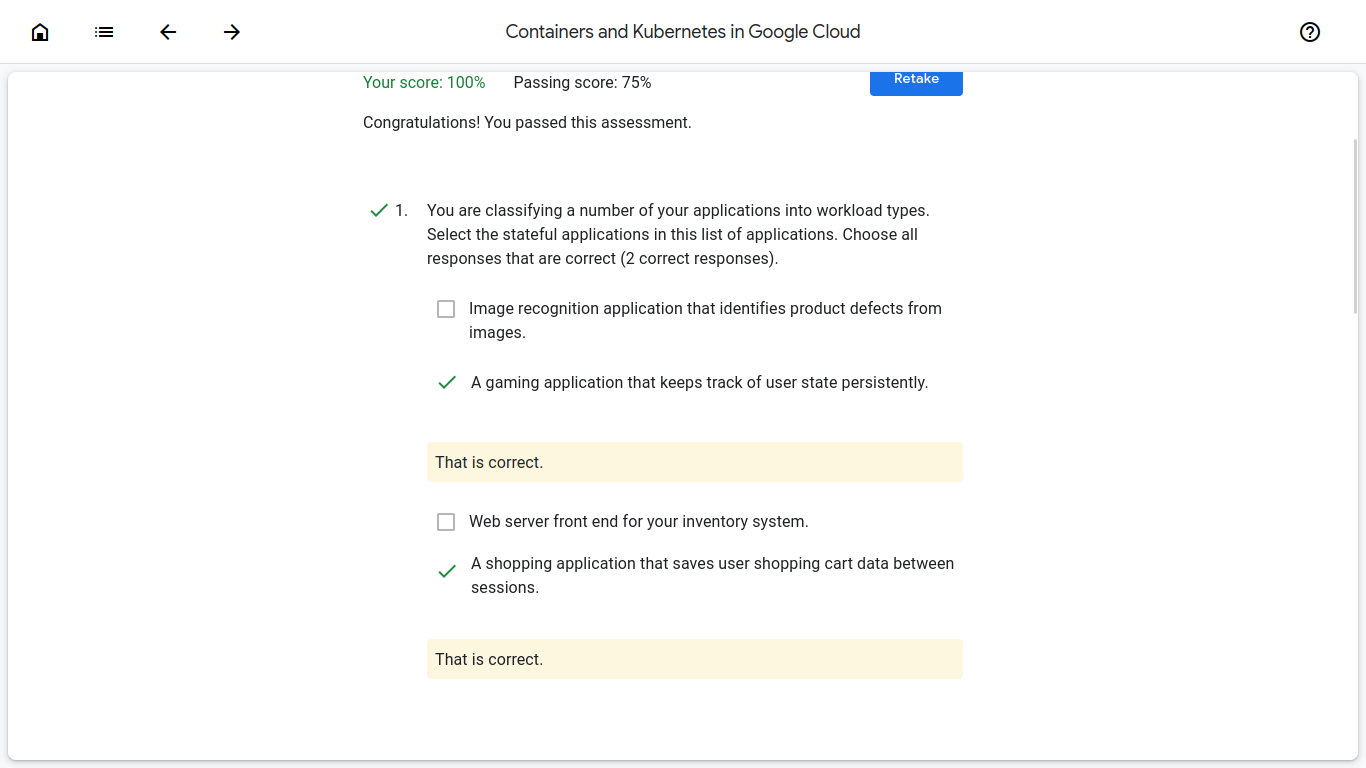 Containers and Kubernetes in Google Cloud
Your score: 100% Passing score: 75%
Retake
Congratulations! You passed this assessment.
1. You are classifying a number of your applications into workload types.
Select the stateful applications in this list of applications. Choose all
responses that are correct (2 correct responses).
Image recognition application that identifies product defects from
images.
A gaming application that keeps track of user state persistently.
That is correct.
Web server front end for your inventory system.
A shopping application that saves user shopping cart data between
sessions.
That is correct.